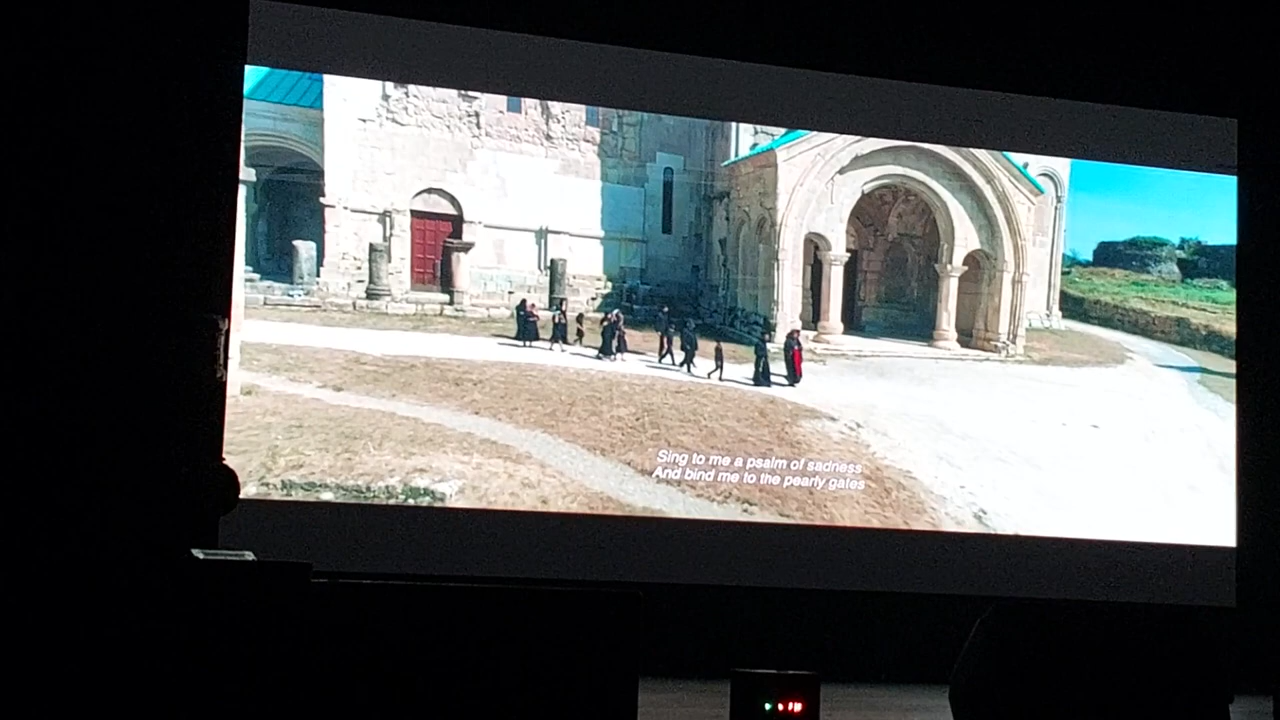 Sing to me a psalm of sadness
And bind me to the pearly gates